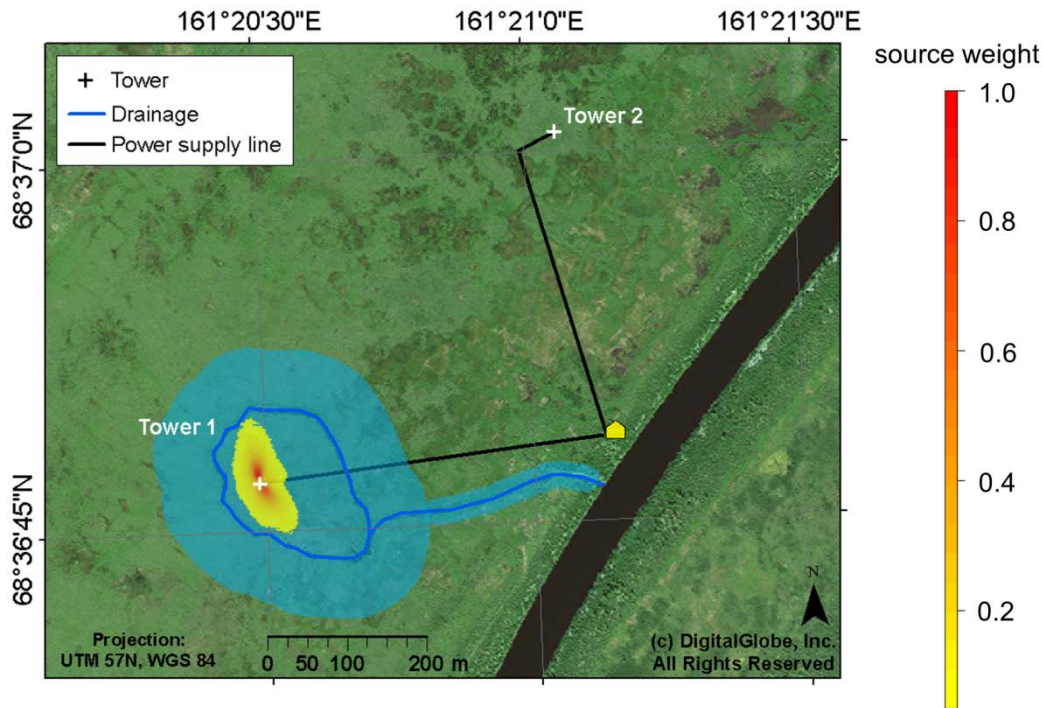 161°20'30"E
161°21'0"E
161°21'30"E
source weight
Tower
Drainage
Power supply line
Tower 2
1.0
68°37'0"N
0.8
0.6
Tower 1
0.4
68°36'45"N
N
0.2
Projection:
UTM 57N, WGS 84
0 50 100 200 m
(c) DigitalGlobe, Inc.
All Rights Reserved